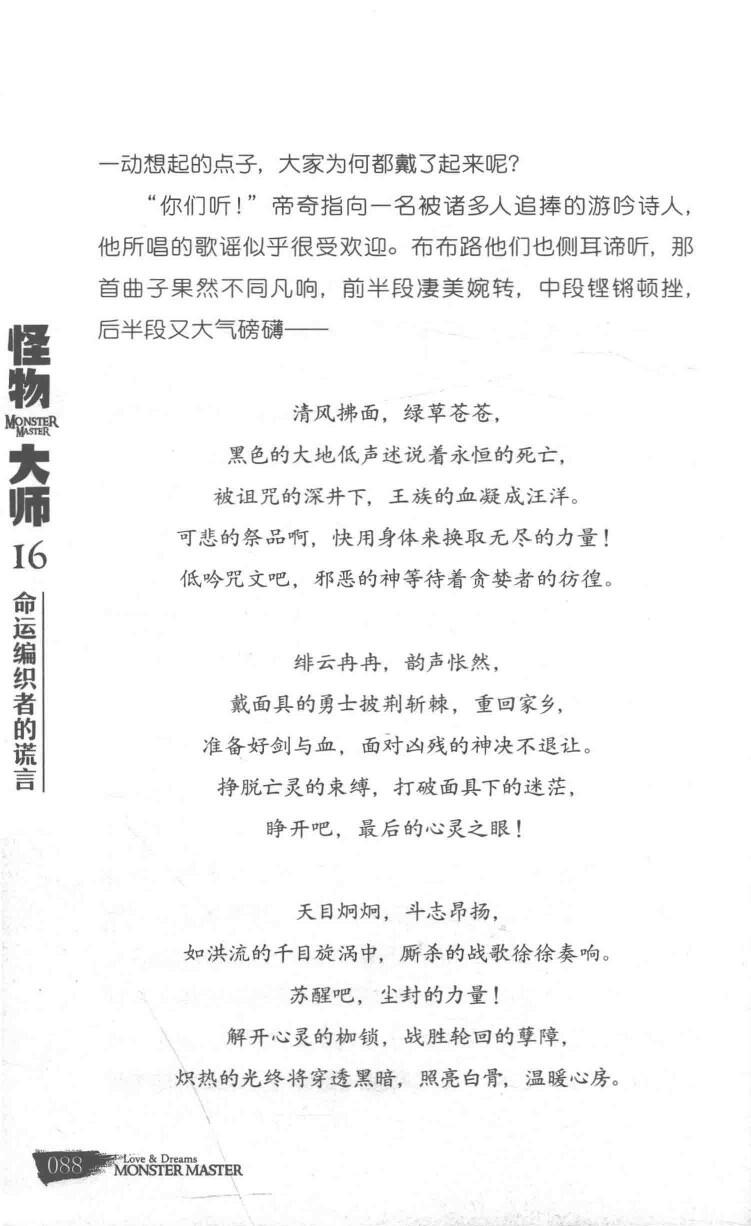 一动想起的点子，大家为何都戴了起来呢？
“你们听！”帝奇指向一名被诸多人追捧的游吟诗人，
他所唱的歌谣似乎很受欢迎。布布路他们也侧耳谛听，那
首曲子果然不同凡响，前半段凄美婉转，中段铿锵顿挫，
后半段又大气磅礴——
清风拂面，绿草苍苍，
黑色的大地低声述说着永恒的死亡，
被诅咒的深井下，王族的血凝成汪洋。
可悲的祭品啊，快用身体来换取无尽的力量！
低吟咒文吧，邪恶的神等待着贪婪者的彷徨。
绯云冉冉，韵声怅然，
戴面具的勇士披荆斩棘，重回家乡，
准备好剑与血，面对凶残的神决不退让。
挣脱亡灵的束缚，打破面具下的迷茫，
睁开吧，最后的心灵之眼！
天目炯炯，斗志昂扬，
如洪流的千目旋涡中，厮杀的战歌徐徐奏响。
苏醒吧，尘封的力量！
解开心灵的枷锁，战胜轮回的孽障，
炽热的光终将穿透黑暗，照亮白骨，温暖心房。
怪物
MONSTER
MASTER
大师
16
命运编织者的谎言
088
Love & Dreams
MONSTER MASTER